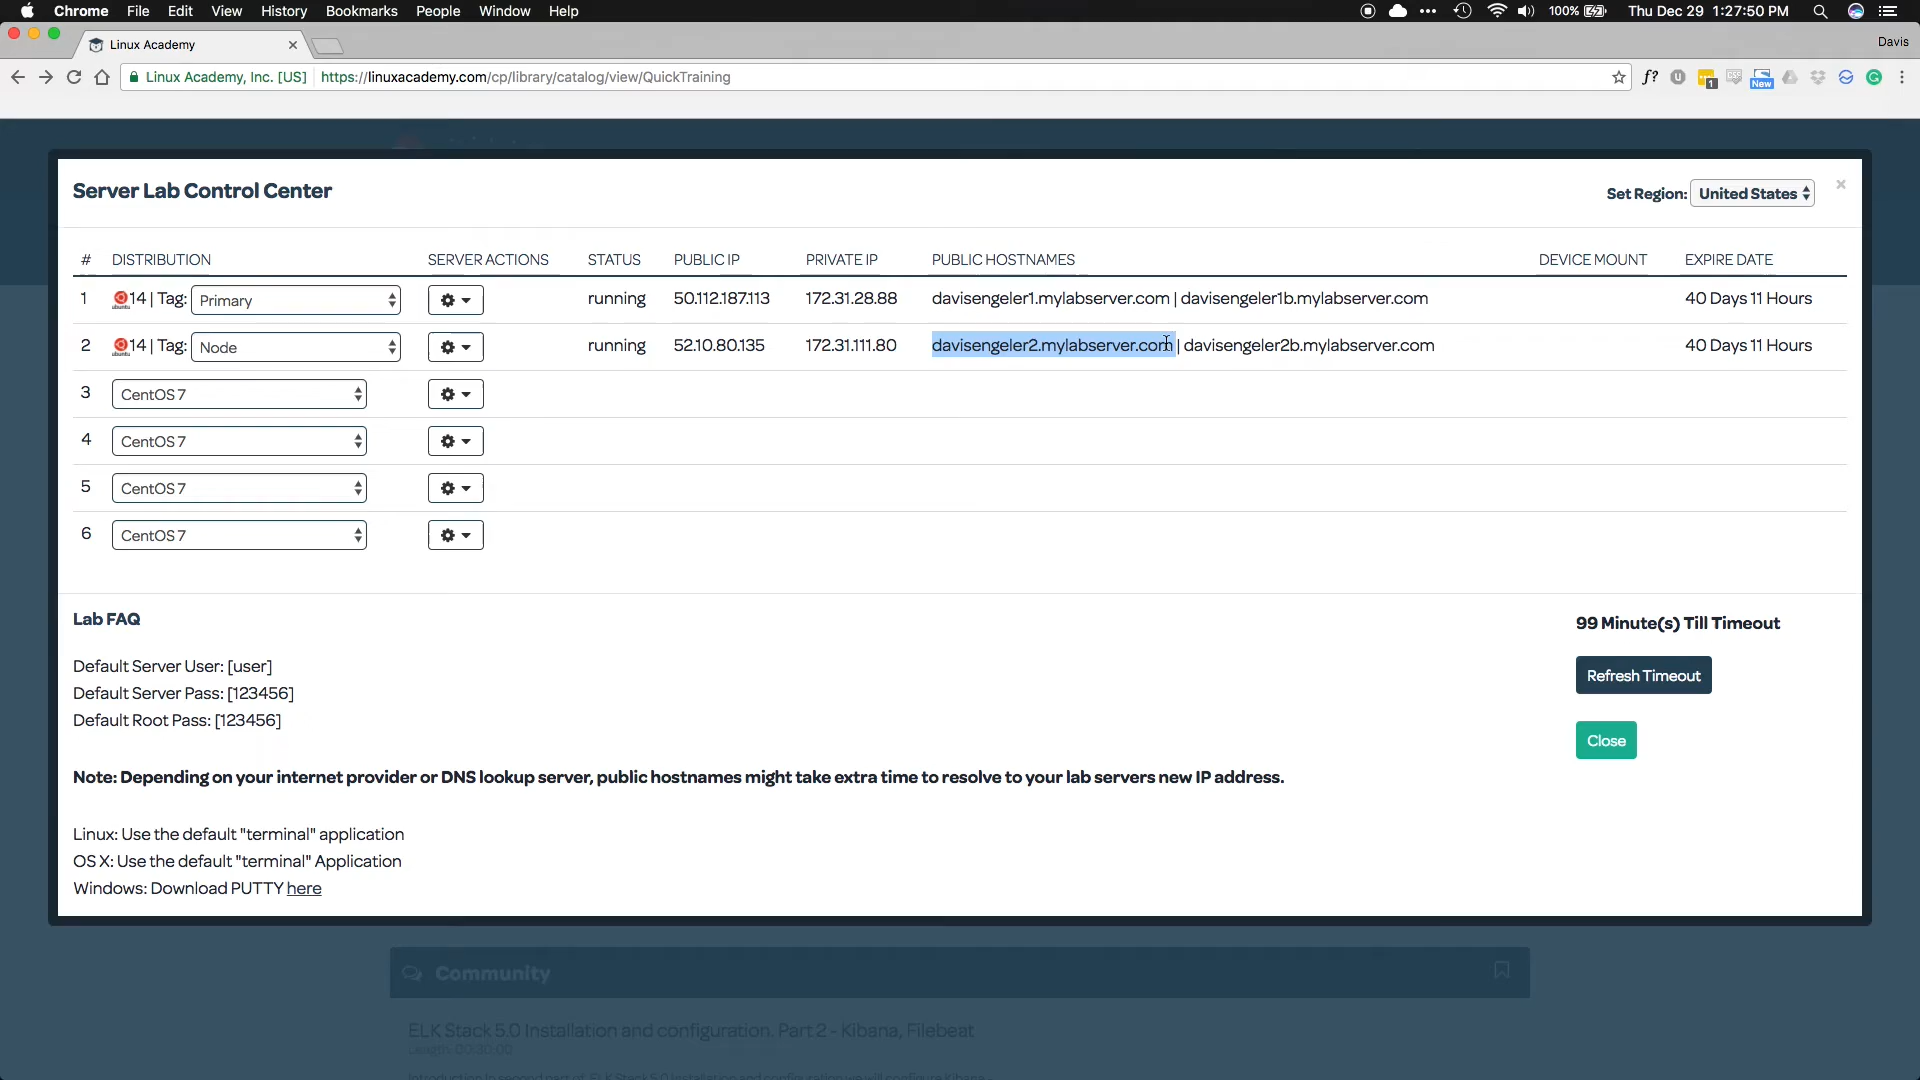 Chrome File Edit View History Bookmarks People Window Help 100% Thu Dec 29 1:27:50 PM
Linux Academy Davis
Linux Academy, Inc. [US] https://linuxacademy.com/cp/library/catalog/view/QuickTraining f? 1 New
Server Lab Control Center
Set Region: United States
# DISTRIBUTION SERVER ACTIONS STATUS PUBLIC IP PRIVATE IP PUBLIC HOSTNAMES DEVICE MOUNT EXPIRE DATE
1 ubuntu 14 | Tag: Primary running 50.112.187.113 172.31.28.88 davisengeler1.mylabserver.com | davisengeler1b.mylabserver.com 40 Days 11 Hours
2 ubuntu 14 | Tag: Node running 52.10.80.135 172.31.111.80 davisengeler2.mylabserver.com | davisengeler2b.mylabserver.com 40 Days 11 Hours
3 CentOS 7
4 CentOS 7
5 CentOS 7
6 CentOS 7
Lab FAQ
99 Minute(s) Till Timeout
Default Server User: [user]
Refresh Timeout
Default Server Pass: [123456]
Default Root Pass: [123456]
Close
Note: Depending on your internet provider or DNS lookup server, public hostnames might take extra time to resolve to your lab servers new IP address.
Linux: Use the default "terminal" application
OS X: Use the default "terminal" Application
Windows: Download PUTTY here
Community
ELK Stack 5.0 Installation and configuration. Part 2 - Kibana, Filebeat
Length: 00:30:00